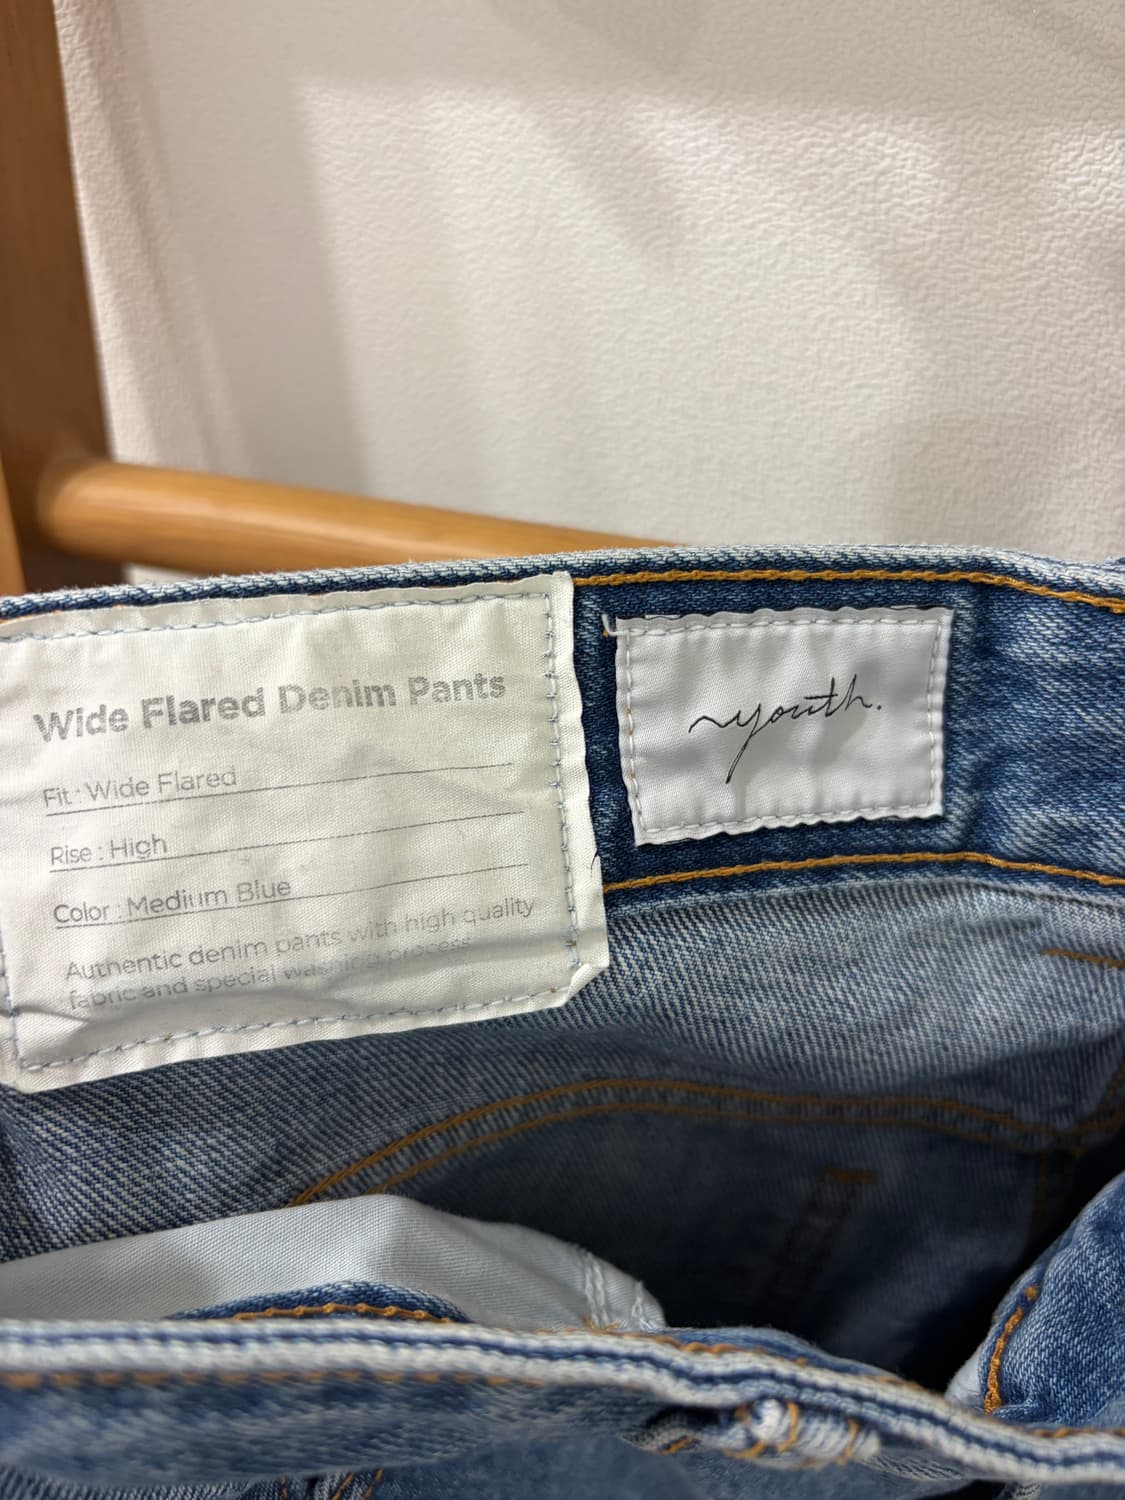 Wide Flared Denim Pants
Fit : Wide Flared
Rise : High
Color : Medium Blue
Authentic denim pants with high quality
fabric and special washing process
youth.